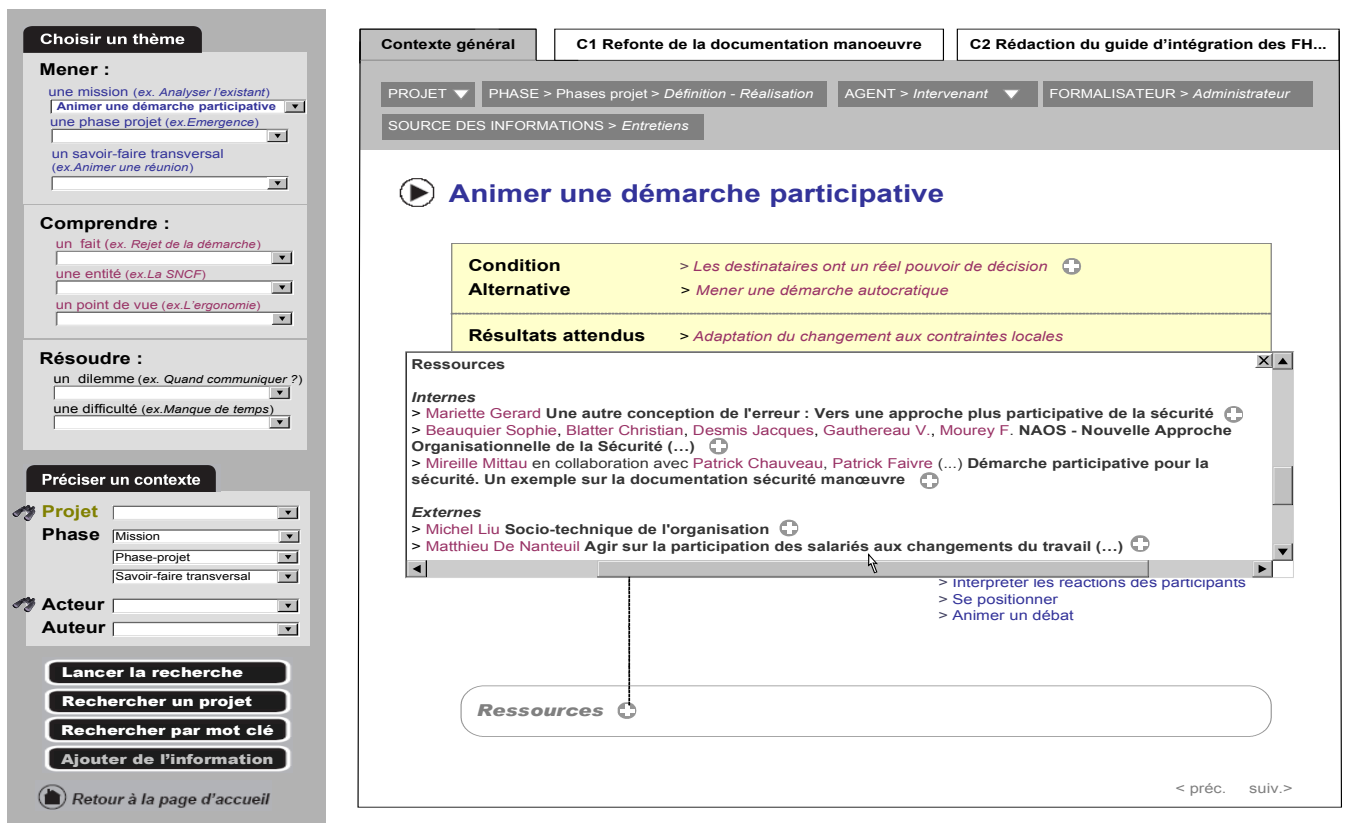 Choisir un thème
Mener :
une mission (ex. Analyser l'existant)
Animer une démarche participative
une phase projet (ex.Emergence)
un savoir-faire transversal
(ex.Animer une réunion)
Comprendre :
un fait (ex. Rejet de la démarche)
une entité (ex.La SNCF)
un point de vue (ex.L'ergonomie)
Résoudre :
un dilemme (ex. Quand communiquer ?)
une difficulté (ex.Manque de temps)
Préciser un contexte
Projet
Phase Mission
Phase-projet
Savoir-faire transversal
Acteur
Auteur
Lancer la recherche
Rechercher un projet
Rechercher par mot clé
Ajouter de l'information
Retour à la page d'accueil
Contexte général
C1 Refonte de la documentation manoeuvre
C2 Rédaction du guide d'intégration des FH...
PROJET
PHASE > Phases projet > Définition - Réalisation
AGENT > Intervenant
FORMALISATEUR > Administrateur
SOURCE DES INFORMATIONS > Entretiens
Animer une démarche participative
Condition > Les destinataires ont un réel pouvoir de décision
Alternative > Mener une démarche autocratique
Résultats attendus > Adaptation du changement aux contraintes locales
Ressources
Internes
> Mariette Gerard Une autre conception de l'erreur : Vers une approche plus participative de la sécurité
> Beauquier Sophie, Blatter Christian, Desmis Jacques, Gauthereau V., Mourey F. NAOS - Nouvelle Approche
Organisationnelle de la Sécurité (...)
> Mireille Mittau en collaboration avec Patrick Chauveau, Patrick Faivre (...) Démarche participative pour la
sécurité. Un exemple sur la documentation sécurité manœuvre
Externes
> Michel Liu Socio-technique de l'organisation
> Matthieu De Nanteuil Agir sur la participation des salariés aux changements du travail (...)
> Interpréter les réactions des participants
> Se positionner
> Animer un débat
Ressources
< préc. suiv.>